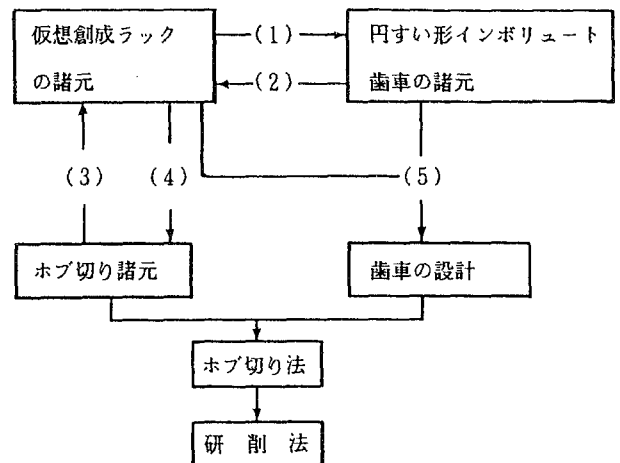 仮想創成ラック
の諸元
(1)
(2)
円すい形インボリュート
歯車の諸元
(3)
(4)
(5)
ホブ切り諸元
歯車の設計
ホブ切り法
研削法